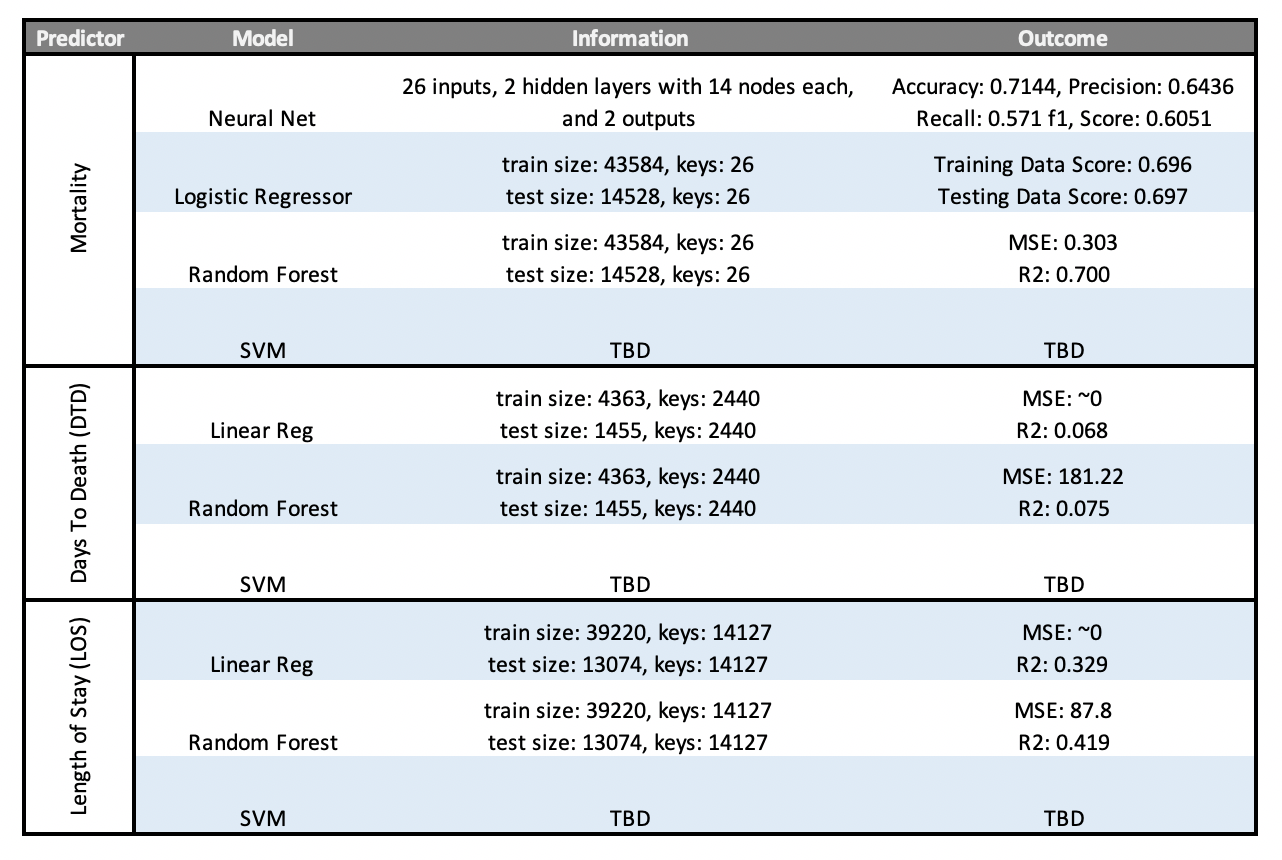 Predictor Model Information Outcome
Mortality
26 inputs, 2 hidden layers with 14 nodes each, Accuracy: 0.7144, Precision: 0.6436
Neural Net and 2 outputs Recall: 0.571 f1, Score: 0.6051
train size: 43584, keys: 26 Training Data Score: 0.696
Logistic Regressor test size: 14528, keys: 26 Testing Data Score: 0.697
train size: 43584, keys: 26 MSE: 0.303
Random Forest test size: 14528, keys: 26 R2: 0.700
SVM TBD TBD
Days To Death (DTD)
train size: 4363, keys: 2440 MSE: ~0
Linear Reg test size: 1455, keys: 2440 R2: 0.068
train size: 4363, keys: 2440 MSE: 181.22
Random Forest test size: 1455, keys: 2440 R2: 0.075
SVM TBD TBD
Length of Stay (LOS)
train size: 39220, keys: 14127 MSE: ~0
Linear Reg test size: 13074, keys: 14127 R2: 0.329
train size: 39220, keys: 14127 MSE: 87.8
Random Forest test size: 13074, keys: 14127 R2: 0.419
SVM TBD TBD